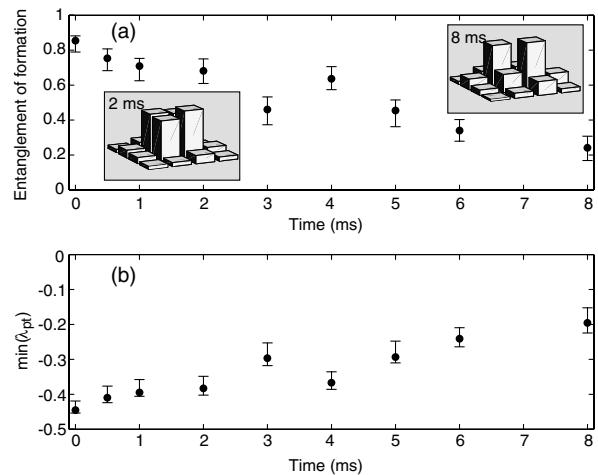 1
0.8
0.6
0.4
0.2
0
Entanglement of formation
(a)
2 ms
8 ms
0 1 2 3 4 5 6 7 8
Time (ms)
0
-0.1
-0.2
-0.3
-0.4
-0.5
min(λpt)
(b)
0 1 2 3 4 5 6 7 8
Time (ms)